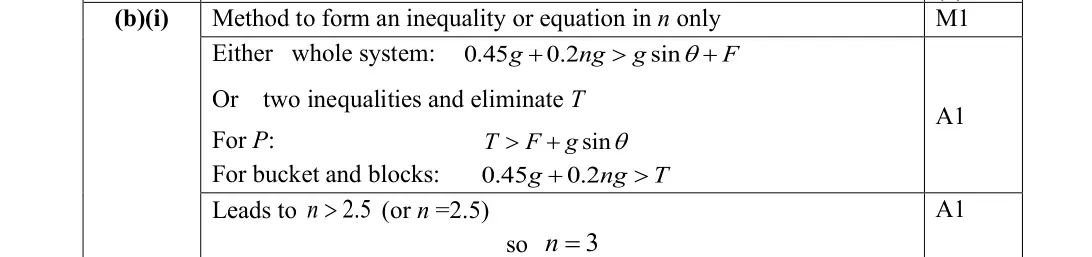 (b)(i) Method to form an inequality or equation in n only M1
Either whole system: 0.45g + 0.2ng > g sin θ + F
Or two inequalities and eliminate T
A1
For P: T > F + g sin θ
For bucket and blocks: 0.45g + 0.2ng > T
Leads to n > 2.5 (or n =2.5) A1
so n = 3